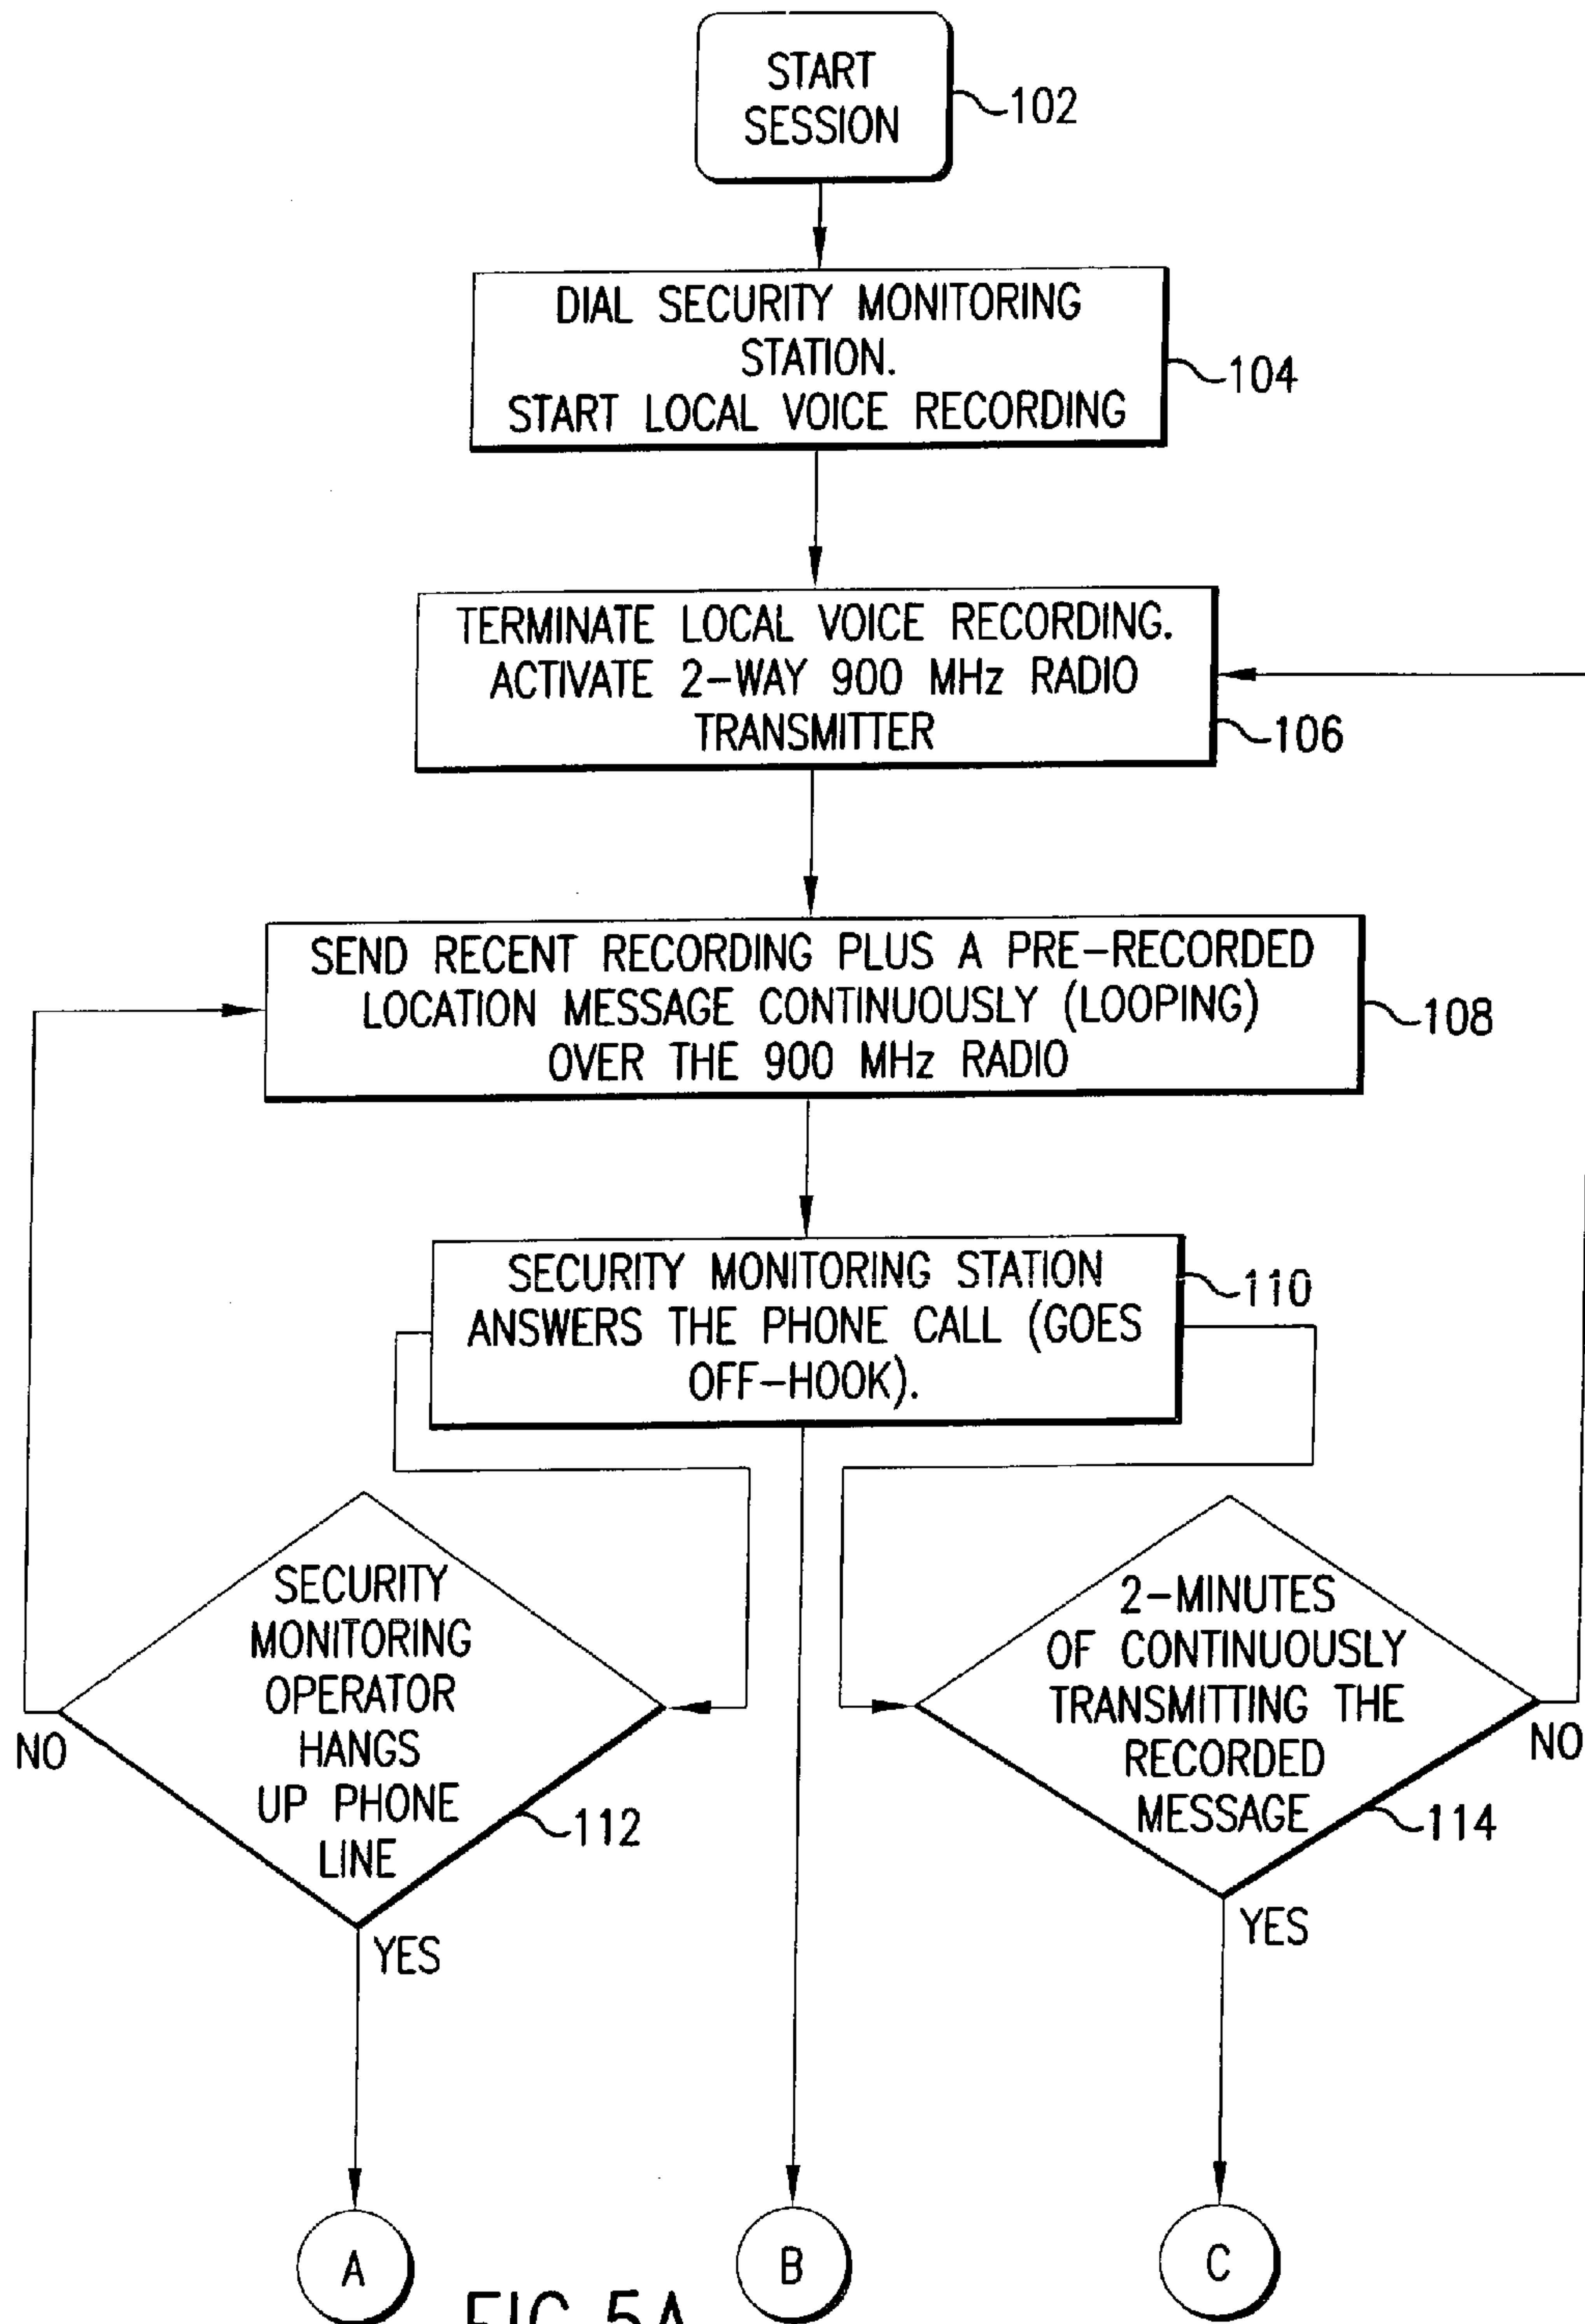 START
SESSION
102
DIAL SECURITY MONITORING
STATION.
START LOCAL VOICE RECORDING
104
TERMINATE LOCAL VOICE RECORDING.
ACTIVATE 2-WAY 900 MHz RADIO
TRANSMITTER
106
SEND RECENT RECORDING PLUS A PRE-RECORDED
LOCATION MESSAGE CONTINUOUSLY (LOOPING)
OVER THE 900 MHz RADIO
108
SECURITY MONITORING STATION
ANSWERS THE PHONE CALL (GOES
OFF-HOOK).
110
SECURITY
MONITORING
OPERATOR
HANGS
UP PHONE
LINE
112
NO
YES
2-MINUTES
OF CONTINUOUSLY
TRANSMITTING THE
RECORDED
MESSAGE
114
NO
YES
A
B
C
FIG.5A